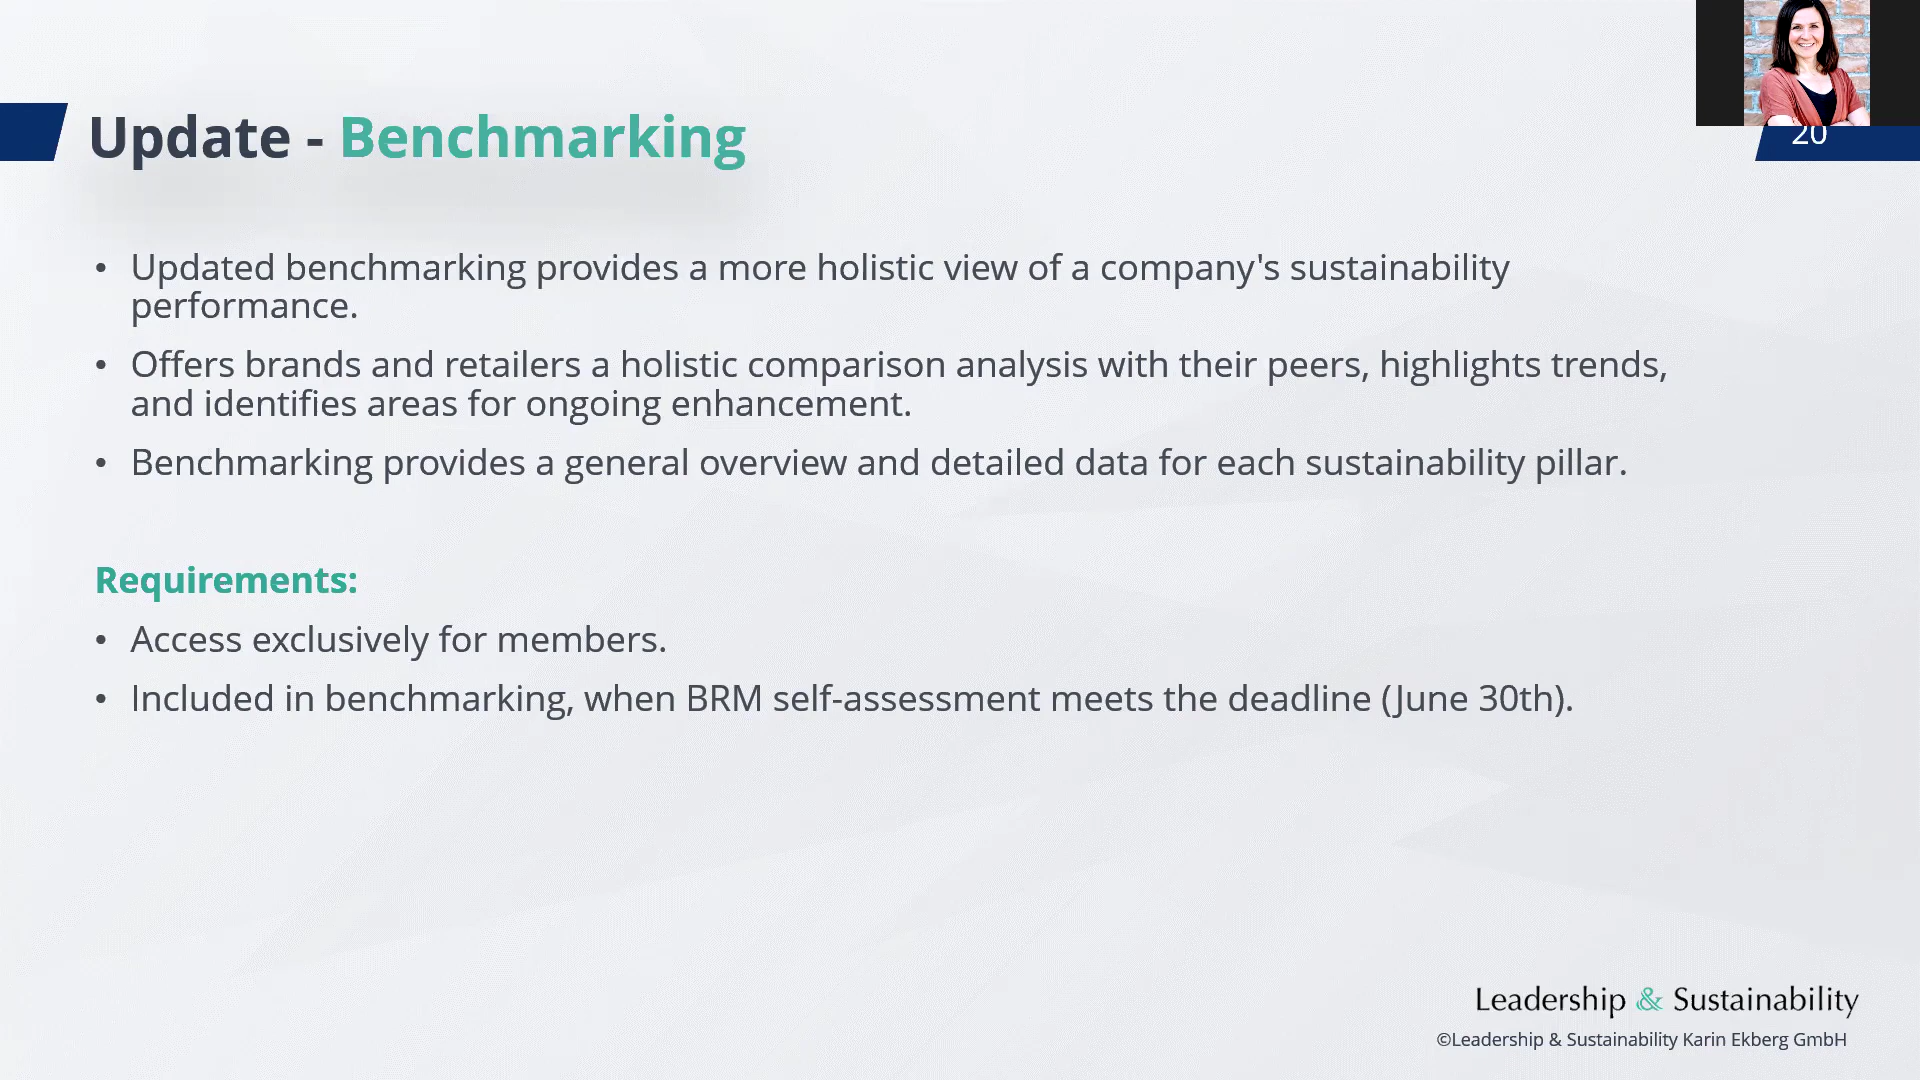 Update - Benchmarking
20
• Updated benchmarking provides a more holistic view of a company's sustainability
performance.
• Offers brands and retailers a holistic comparison analysis with their peers, highlights trends,
and identifies areas for ongoing enhancement.
• Benchmarking provides a general overview and detailed data for each sustainability pillar.
Requirements:
• Access exclusively for members.
• Included in benchmarking, when BRM self-assessment meets the deadline (June 30th).
Leadership & Sustainability
©Leadership & Sustainability Karin Ekberg GmbH